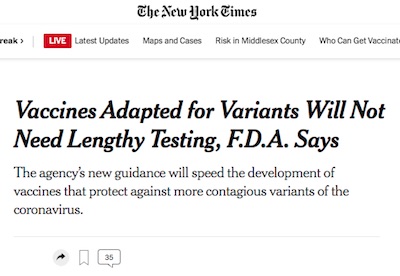 The New York Times
reak › LIVE Latest Updates Maps and Cases Risk in Middlesex County Who Can Get Vaccinate
Vaccines Adapted for Variants Will Not
Need Lengthy Testing, F.D.A. Says
The agency’s new guidance will speed the development of
vaccines that protect against more contagious variants of the
coronavirus.
35